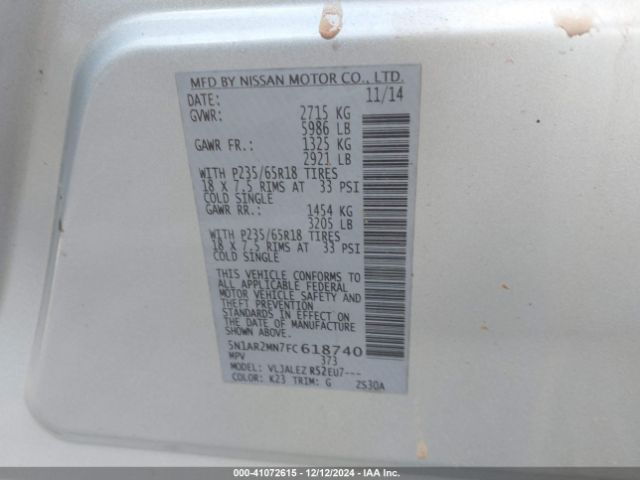 MFD BY NISSAN MOTOR CO., LTD.
DATE: 11/14
GVWR: 2715 KG
5986 LB
GAWR FR.: 1325 KG
2921 LB
WITH P235/65R18 TIRES
18 X 7.5 RIMS AT 33 PSI
COLD SINGLE
GAWR RR.: 1454 KG
3205 LB
WITH P235/65R18 TIRES
18 X 7.5 RIMS AT 33 PSI
COLD SINGLE
THIS VEHICLE CONFORMS TO
ALL APPLICABLE FEDERAL
MOTOR VEHICLE SAFETY AND
THEFT PREVENTION
STANDARDS IN EFFECT ON
THE DATE OF MANUFACTURE
SHOWN ABOVE.
5N1AR2MN7FC618740
MPV 373
MODEL: VLJALEZ R52EU7---
COLOR: K23 TRIM: G ZS30A
000-41072615 - 12/12/2024 - IAA Inc.